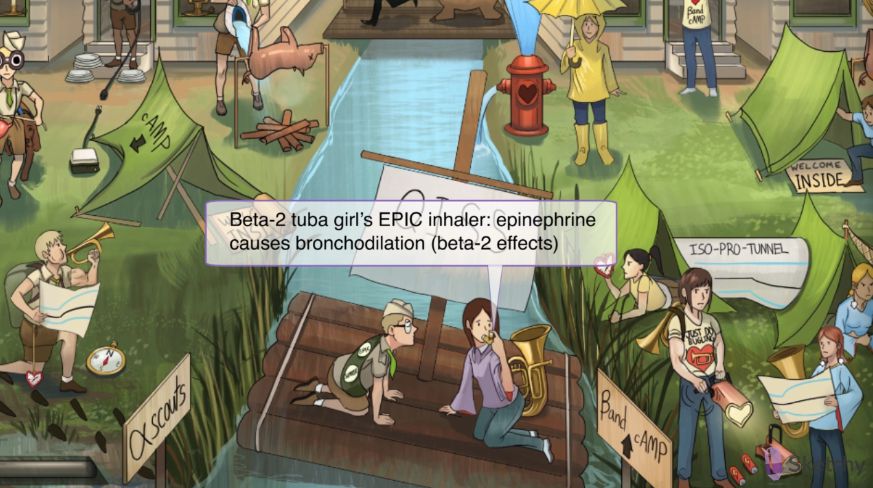 Band
cAMP
cAMP
WELCOME
INSIDE
Beta-2 tuba girl's EPIC inhaler: epinephrine
causes bronchodilation (beta-2 effects)
ISO-PRO-TUNNEL
JUST DO
α scouts
Band cAMP
Sketchy